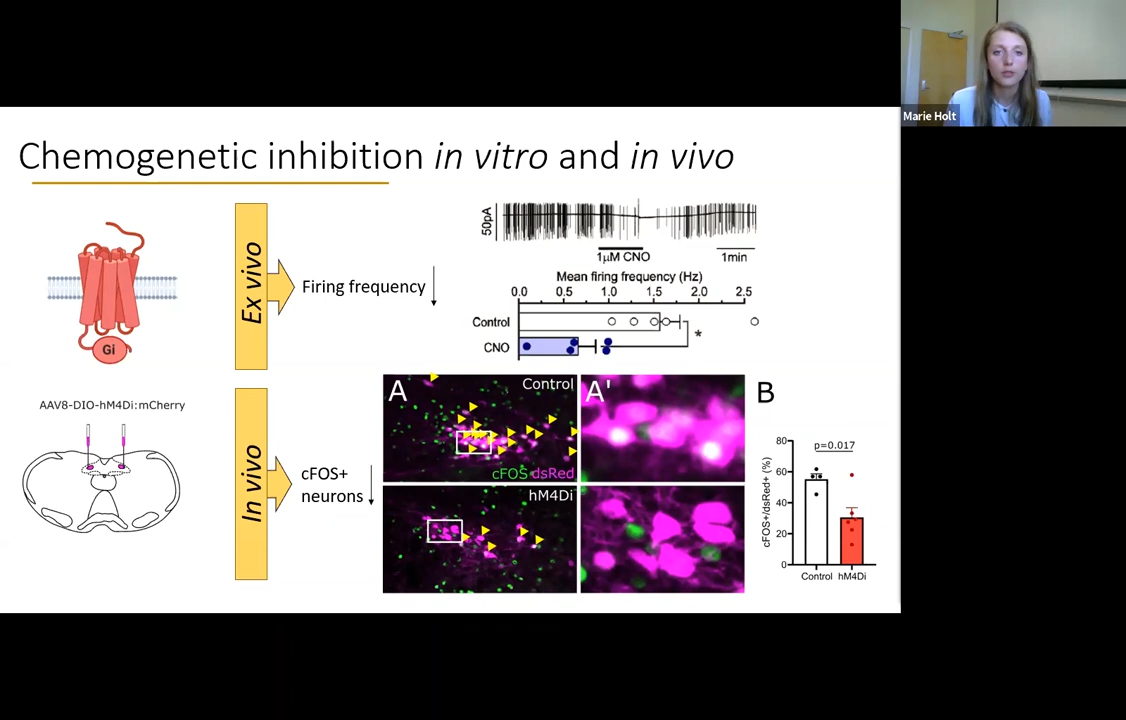 Marie Holt
Chemogenetic inhibition in vitro and in vivo
Gi
AAV8-DIO-hM4Di:mCherry
Ex vivo
Firing frequency
50pA
1µM CNO
1min
Mean firing frequency (Hz)
0.0 0.5 1.0 1.5 2.0 2.5
Control
CNO
*
In vivo
cFOS+
neurons
A
Control
cFOS dsRed
A'
hM4Di
B
p=0.017
cFOS+/dsRed+ (%)
80
60
40
20
0
Control hM4Di